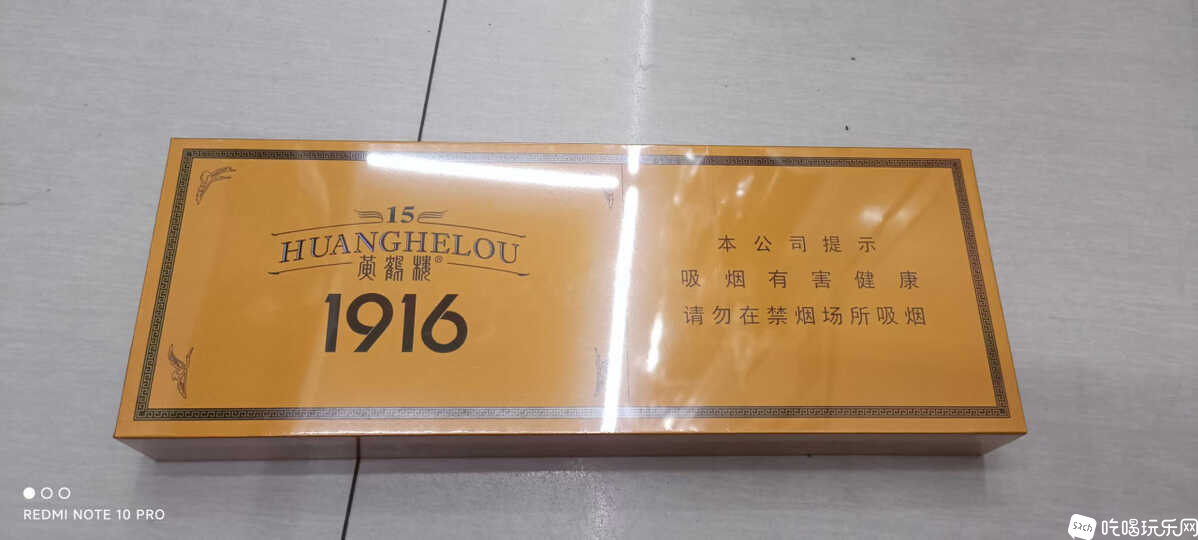 15
HUANGHELOU
黄鹤楼®
1916
本公司提示
吸烟有害健康
请勿在禁烟场所吸烟
REDMI NOTE 10 PRO
Sach 吃喝玩乐网